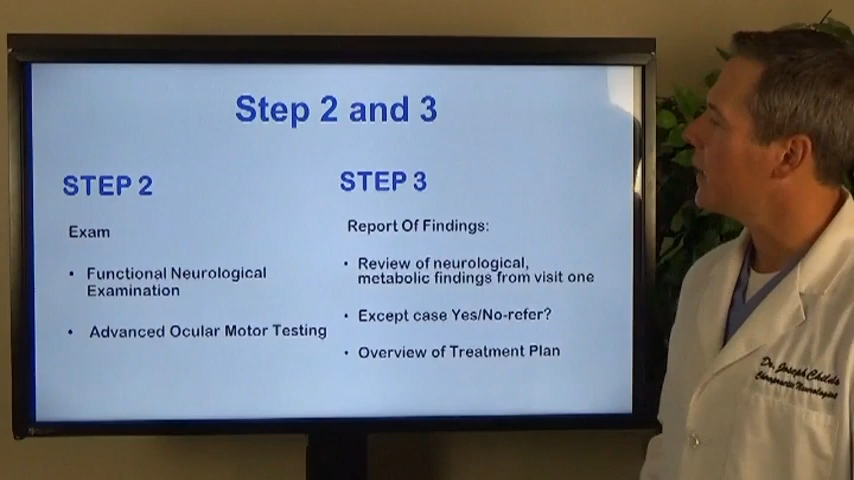 Step 2 and 3
STEP 2
Exam
• Functional Neurological
Examination
• Advanced Ocular Motor Testing
STEP 3
Report Of Findings:
• Review of neurological,
metabolic findings from visit one
• Except case Yes/No-refer?
• Overview of Treatment Plan
Dr. Joseph Childs
Chiropractic Neurologist